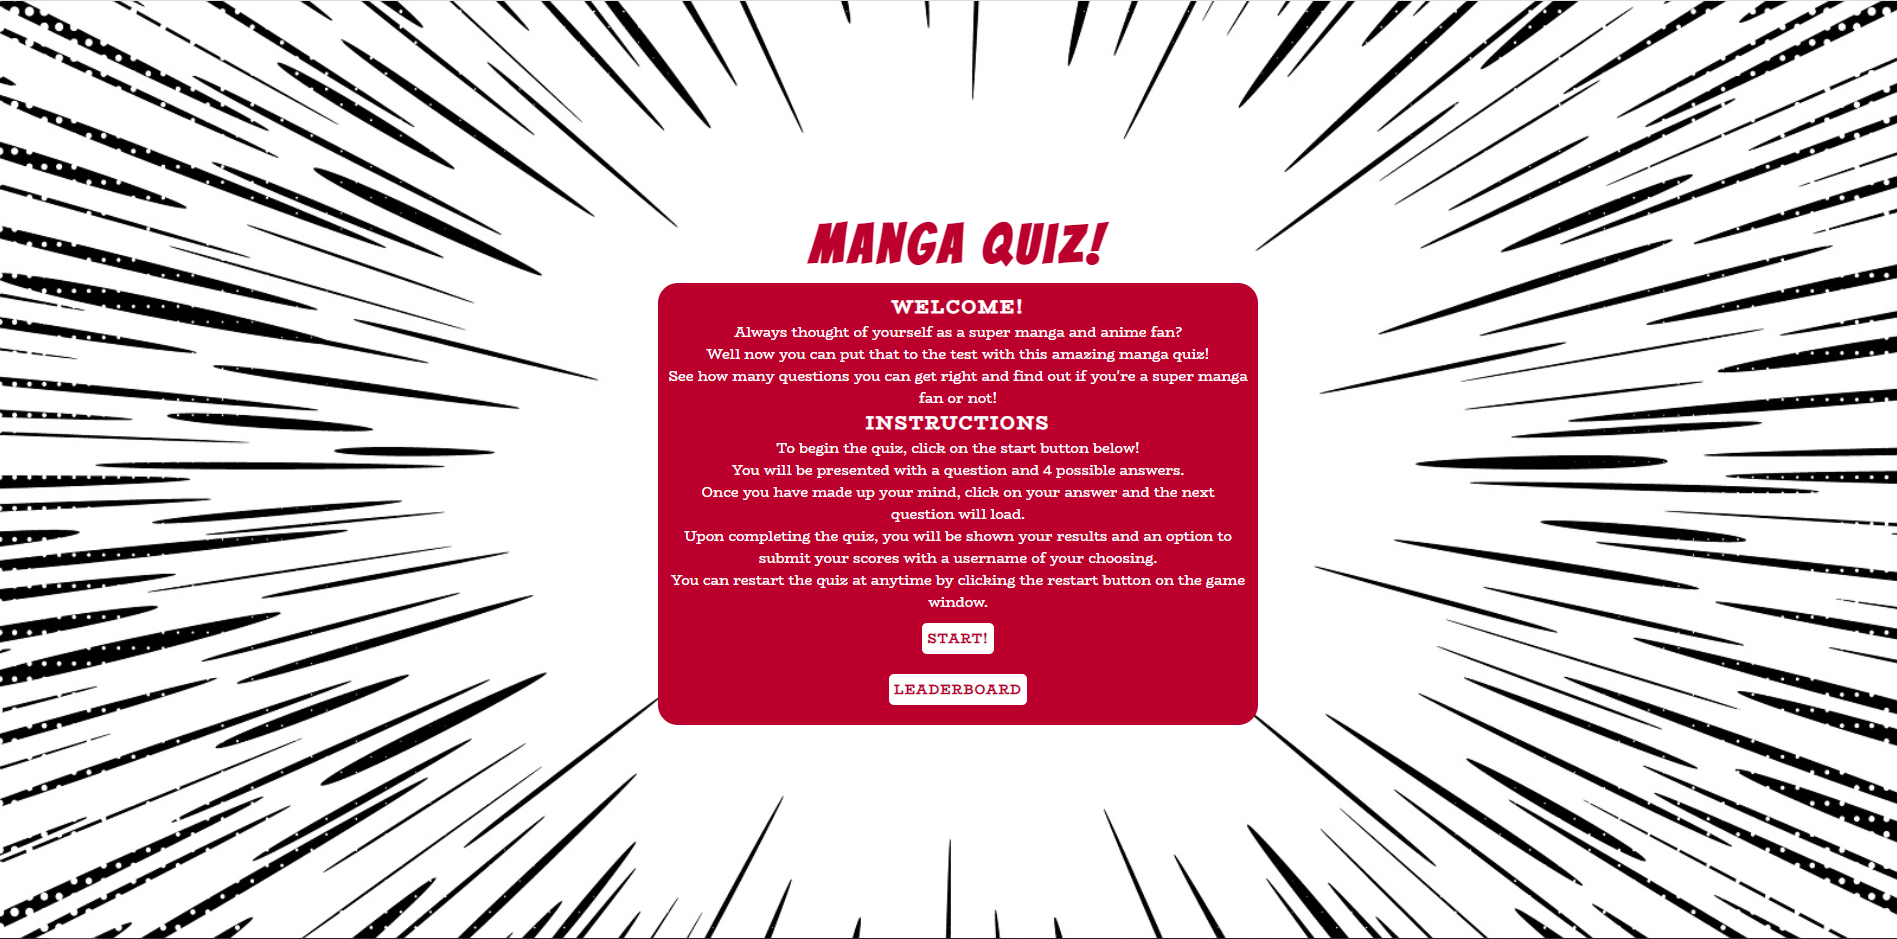 MANGA QUIZ!
WELCOME!
Always thought of yourself as a super manga and anime fan?
Well now you can put that to the test with this amazing manga quiz!
See how many questions you can get right and find out if you're a super manga
fan or not!
INSTRUCTIONS
To begin the quiz, click on the start button below!
You will be presented with a question and 4 possible answers.
Once you have made up your mind, click on your answer and the next
question will load.
Upon completing the quiz, you will be shown your results and an option to
submit your scores with a username of your choosing.
You can restart the quiz at anytime by clicking the restart button on the game
window.
START!
LEADERBOARD